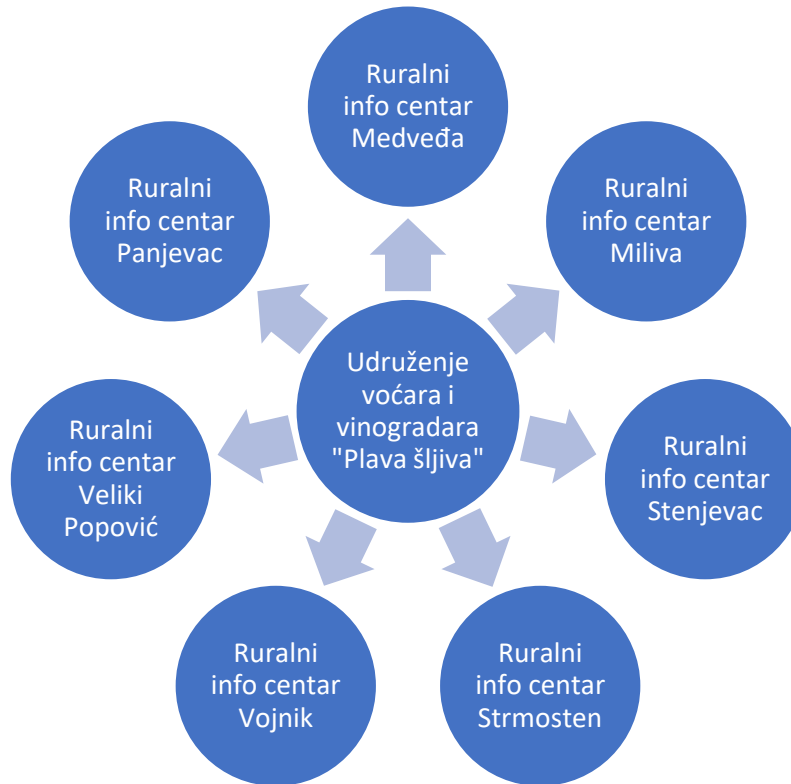 Ruralni
info centar
Medveđa
Ruralni
info centar
Miliva
Ruralni
info centar
Stenjevac
Ruralni
info centar
Strmosten
Ruralni
info centar
Vojnik
Ruralni
info centar
Veliki
Popović
Ruralni
info centar
Panjevac
Udruženje
voćara i
vinogradara
"Plava šljiva"